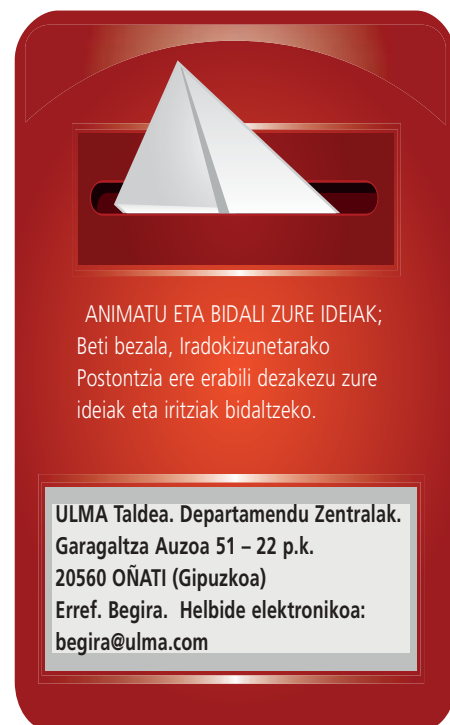 ANIMATU ETA BIDALI ZURE IDEIAK;
Beti bezala, Iradokizunetarako
Postontzia ere erabili dezakezu zure
ideiak eta iritziak bidaltzeko.
ULMA Taldea. Departamendu Zentralak.
Garagaltza Auzoa 51 – 22 p.k.
20560 OÑATI (Gipuzkoa)
Erref. Begira. Helbide elektronikoa:
begira@ulma.com